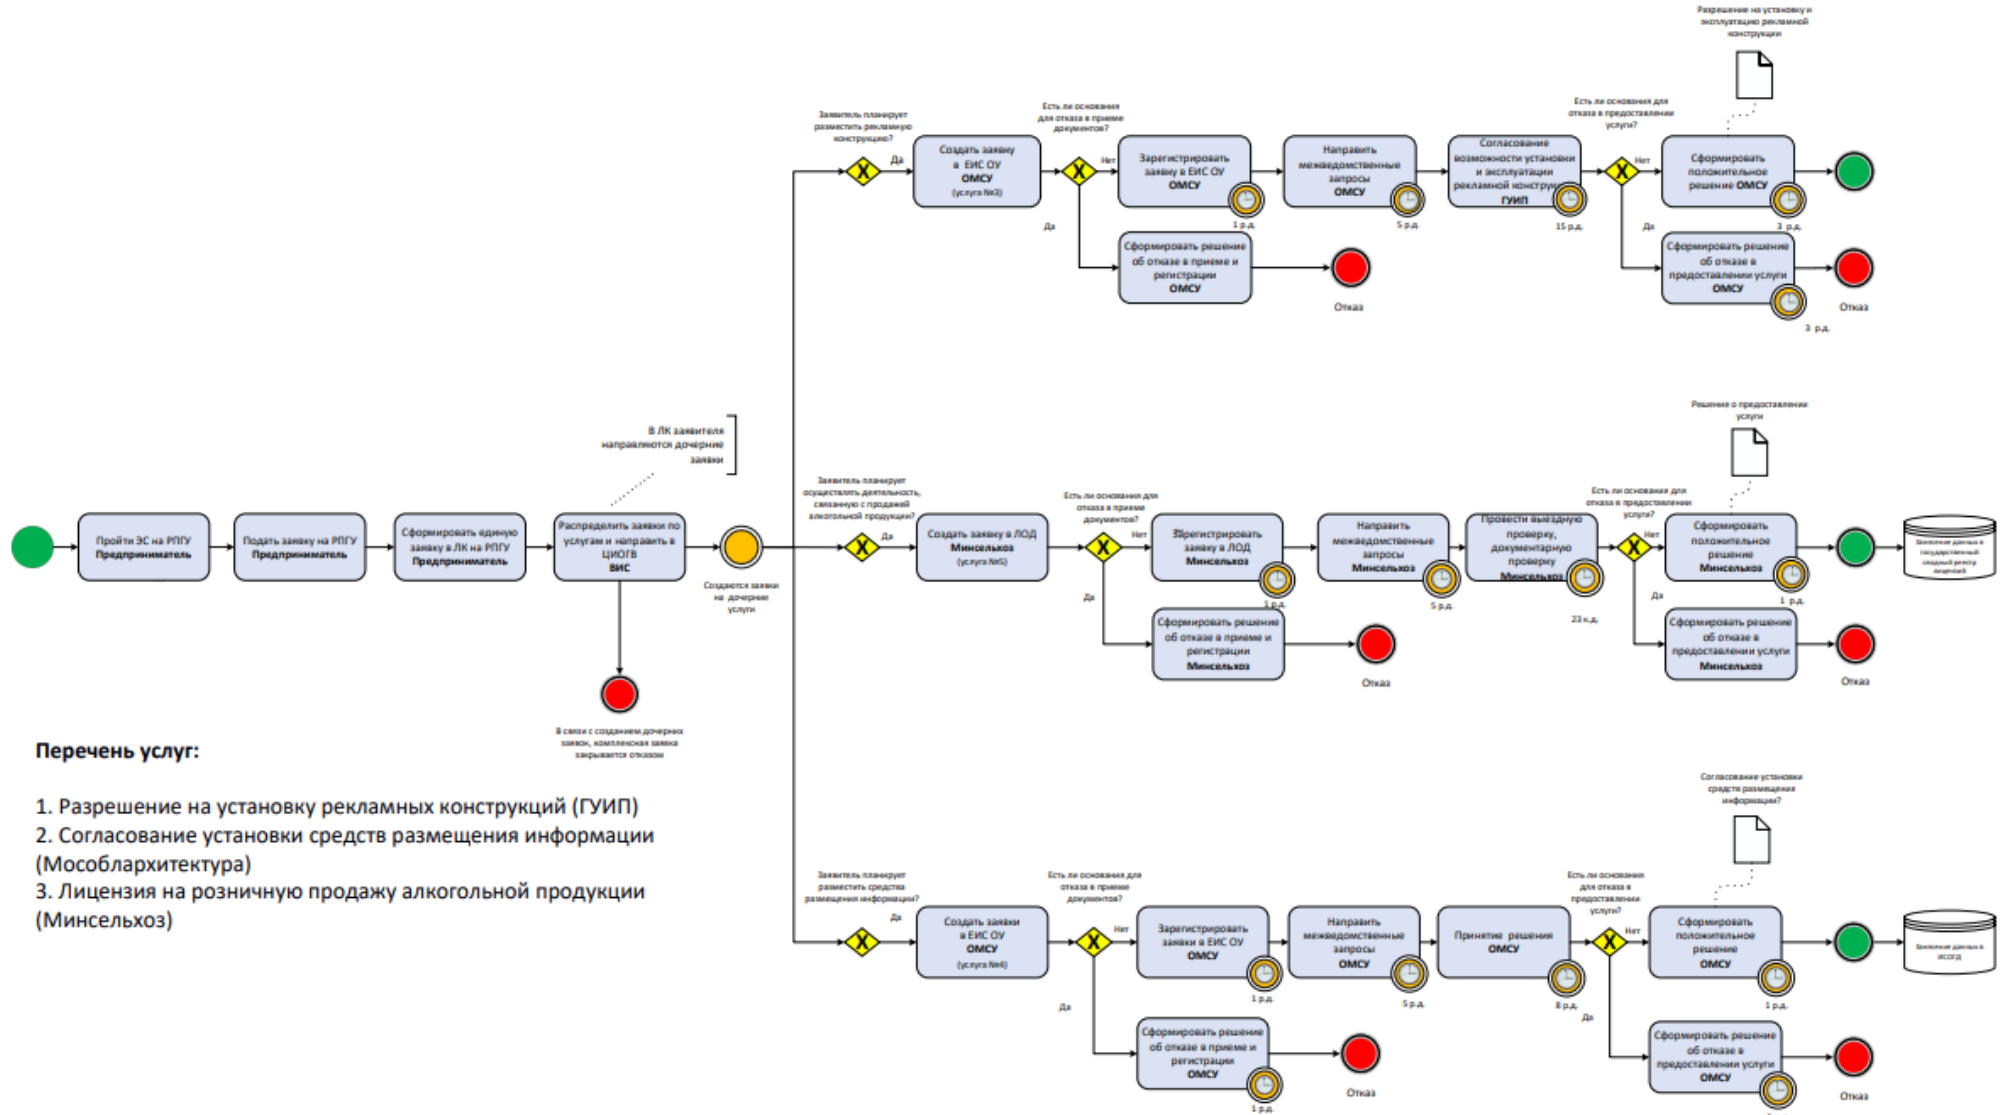 Разрешение на установку и
эксплуатацию рекламной
конструкции
Заявитель планирует
разместить рекламную
конструкцию?
Да
Создать заявку
в ЕИС ОУ
ОМСУ
(услуга №3)
Есть ли основания
для отказа в приеме
документов?
Нет
Да
Зарегистрировать
заявку в ЕИС ОУ
ОМСУ
1 р.д.
Направить
межведомственные
запросы
ОМСУ
5 р.д.
Согласование
возможности установки
и эксплуатации
рекламной
ГУИП
15 р.д.
Есть ли основания для
отказа в предоставлении
услуги?
Нет
Да
Сформировать
положительное
решение ОМСУ
3 р.д.
Сформировать решение
об отказе в приеме и
регистрации
ОМСУ
Отказ
Сформировать решение
об отказе в
предоставлении услуги
ОМСУ
3 р.д.
Отказ
В ЛК заявителя
направляются дочерние
заявки
Пройти ЭС на РПГУ
Предприниматель
Подать заявку на РПГУ
Предприниматель
Сформировать единую
заявку в ЛК на РПГУ
Предприниматель
Распределить заявки по
услугам и направить в
ЦИОГВ
ВИС
Создаются заявки
на дочерние
услуги
В связи с созданием дочерних
заявок, комплексная заявка
закрывается отказом
Решение о предоставлении
услуги
Заявитель планирует
осуществлять деятельность,
связанную с продажей
алкогольной продукции?
Да
Создать заявку в ЛОД
Минсельхоз
(услуга №5)
Есть ли основания для
отказа в приеме
документов?
Нет
Да
Зарегистрировать
заявку в ЛОД
Минсельхоз
1 р.д.
Направить
межведомственные
запросы
Минсельхоз
5 р.д.
Провести выездную
проверку,
документарную
проверку
Минсельхоз
23 к.д.
Есть ли основания для
отказа в предоставлении
услуги?
Нет
Да
Сформировать
положительное
решение
Минсельхоз
1 р.д.
Занесение данных в
государственный
сводный реестр
лицензий
Сформировать решение
об отказе в приеме и
регистрации
Минсельхоз
Отказ
Сформировать решение
об отказе в
предоставлении услуги
Минсельхоз
Отказ
Перечень услуг:
1. Разрешение на установку рекламных конструкций (ГУИП)
2. Согласование установки средств размещения информации
(Мособлархитектура)
3. Лицензия на розничную продажу алкогольной продукции
(Минсельхоз)
Согласование установки
средств размещения
информации?
Заявитель планирует
разместить средства
размещения информации?
Да
Создать заявки
в ЕИС ОУ
ОМСУ
(услуга №4)
Есть ли основания для
отказа в приеме
документов?
Нет
Да
Зарегистрировать
заявки в ЕИС ОУ
ОМСУ
1 р.д.
Направить
межведомственные
запросы
ОМСУ
5 р.д.
Принятие решения
ОМСУ
8 р.д.
Есть ли основания
для отказа в
предоставлении
услуги?
Нет
Да
Сформировать
положительное
решение
ОМСУ
1 р.д.
Занесение данных в
ИСОГД
Сформировать решение
об отказе в приеме и
регистрации
ОМСУ
1 р.д.
Отказ
Сформировать решение
об отказе в
предоставлении услуги
ОМСУ
Отказ